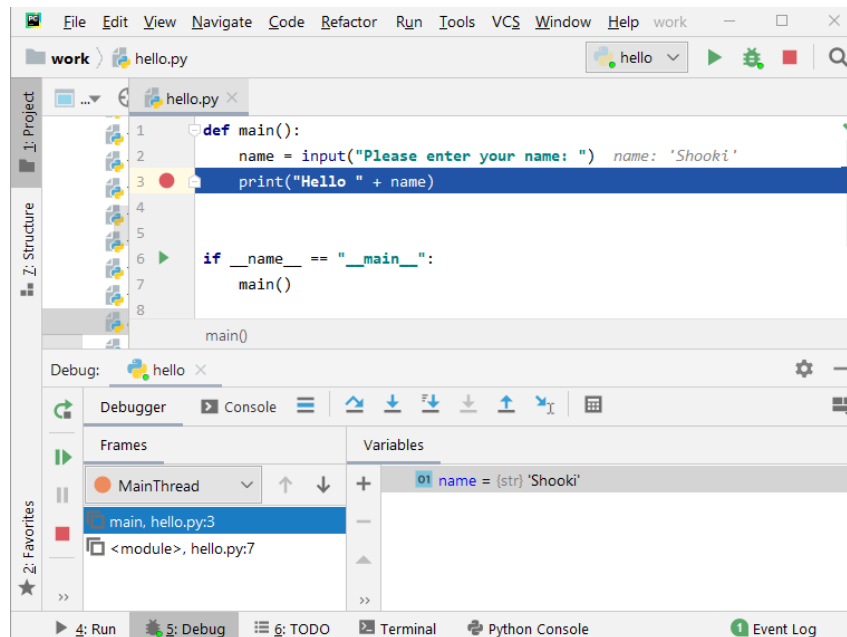 PC File Edit View Navigate Code Refactor Run Tools VCS Window Help work
work hello.py hello
1: Project
... hello.py
1 def main():
2 name = input("Please enter your name: ") name: 'Shooki'
3 print("Hello " + name)
4
5
6 if __name__ == "__main__":
7 main()
8
main()
7: Structure
Debug: hello
Debugger Console
Frames Variables
MainThread 01 name = {str} 'Shooki'
main, hello.py:3
<module>, hello.py:7
2: Favorites
4: Run 5: Debug 6: TODO Terminal Python Console 1 Event Log